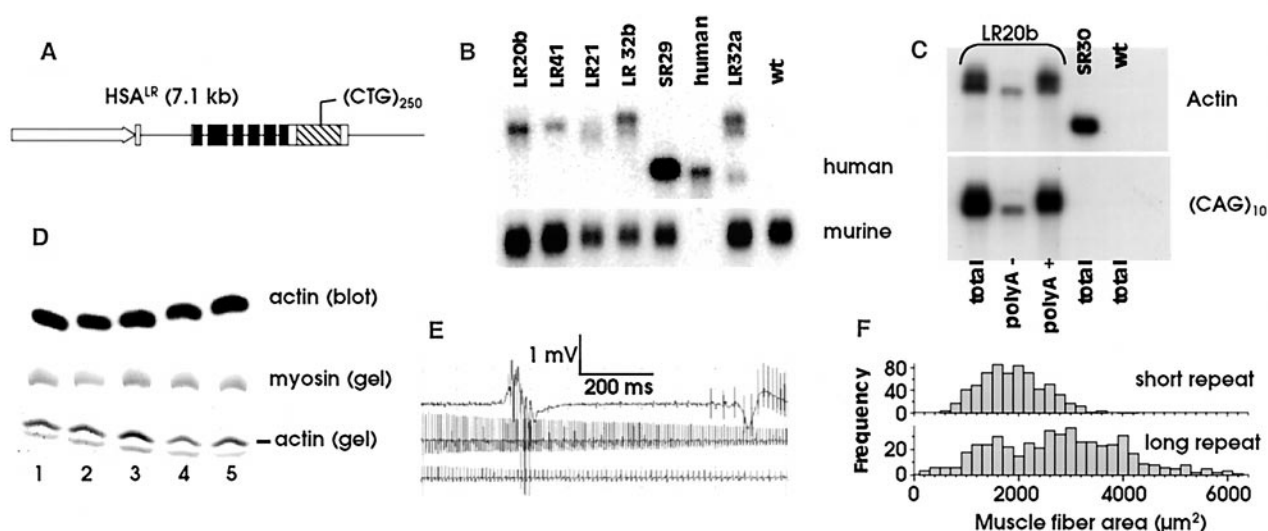 A
HSA^LR (7.1 kb)
(CTG)250
B
LR20b
LR41
LR21
LR 32b
SR29
human
LR32a
wt
human
murine
C
LR20b
SR30
wt
Actin
(CAG)10
total
polyA -
polyA +
total
total
D
actin (blot)
myosin (gel)
actin (gel)
1 2 3 4 5
E
1 mV
200 ms
F
Frequency
80
40
0
short repeat
20
0
long repeat
0 2000 4000 6000
Muscle fiber area (µm²)